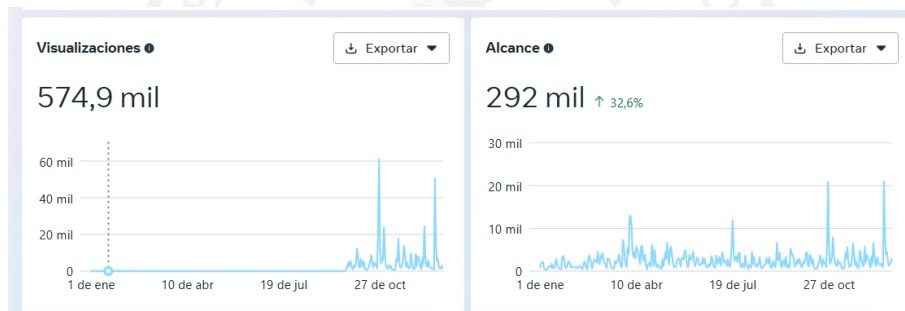 Visualizaciones
Exportar
574,9 mil
60 mil
40 mil
20 mil
0
1 de ene 10 de abr 19 de jul 27 de oct
Alcance
Exportar
292 mil ↑ 32,6%
30 mil
20 mil
10 mil
0
1 de ene 10 de abr 19 de jul 27 de oct